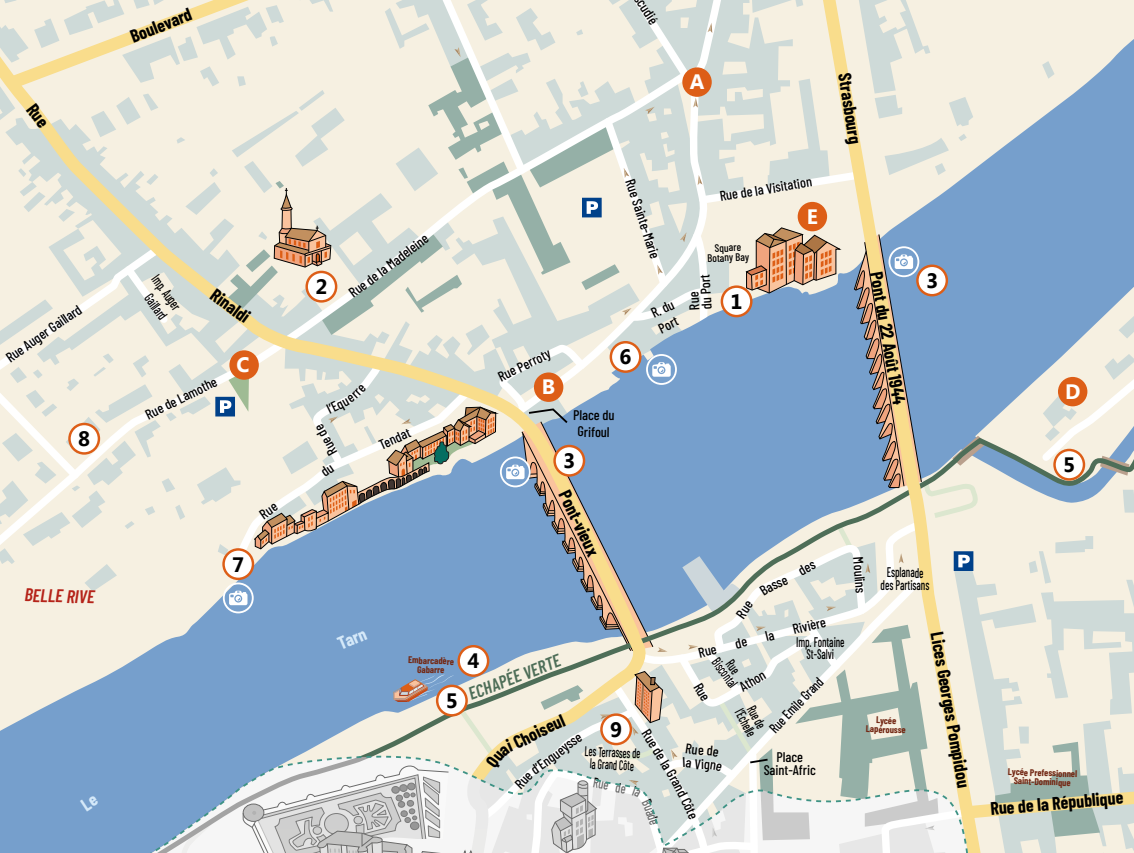 Boulevard
Rue
Rinaldi
scudié
A
Strasbourg
Rue de la Visitation
P
Rue Sainte-Marie
E
Square
Botany Bay
Rue
du Port
R. du
Port
1
3
Pont du 22 Août 1944
2
Rue de la Madeleine
Imp. Auger
Gaillard
Rue Auger Gaillard
C
Rue de Lamothe
P
8
Rue Perroty
6
B
Place du
Grifoul
D
5
Rue de
l'Equerre
Rue
du
Tendat
3
Pont-vieux
7
BELLE RIVE
Tarn
Le
Embarcadère
Gabarre
4
5
ECHAPÉE VERTE
Quai Choiseul
Rue d'Engueysse
9
Les Terrasses de
la Grand Côte
Rue de la Grand Côte
Rue de
la Vigne
Rue de la
Place
Saint-Afric
Rue Basse des
Moulins
Esplanade
des Partisans
P
Rue de la Rivière
Imp. Fontaine
St-Salvi
Rue
Biscontal
Rue Athon
Rue de
l'Echelle
Rue Emile Grand
Lycée
Lapérousse
Lices Georges Pompidou
Lycée Professionnel
Saint-Dominique
Rue de la République